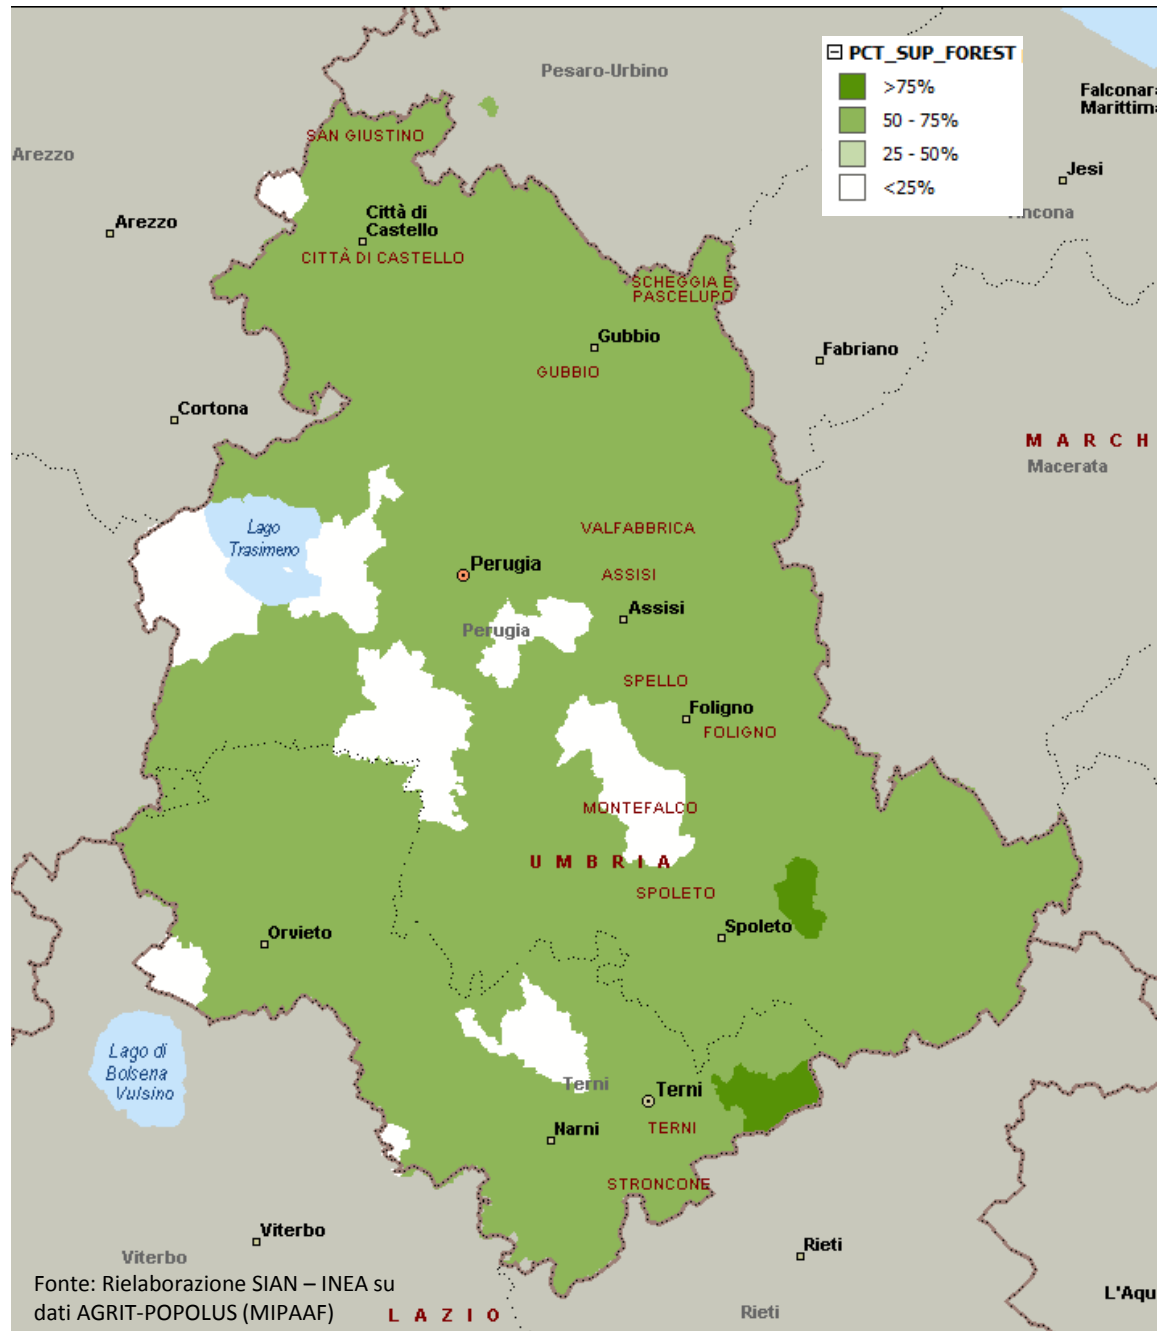 PCT_SUP_FOREST
>75%
50 - 75%
25 - 50%
<25%
Pesaro-Urbino
Falconar
Marittim
SAN GIUSTINO
Arezzo
Jesi
Ancona
Arezzo
Città di
Castello
CITTÀ DI CASTELLO
SCHEGGIA E
PASCELUPO
Gubbio
Fabriano
GUBBIO
Cortona
M A R C H
Macerata
Lago
Trasimeno
VALFABBRICA
Perugia
ASSISI
Assisi
Perugia
SPELLO
Foligno
FOLIGNO
MONTEFALCO
U M B R I A
SPOLETO
Spoleto
Orvieto
Lago di
Bolsena
Vulsino
Terni
Terni
Narni
TERNI
STRONCONE
Viterbo
Viterbo
Rieti
Fonte: Rielaborazione SIAN – INEA su
dati AGRIT-POPOLUS (MIPAAF)
L A Z I O
Rieti
L'Aqu